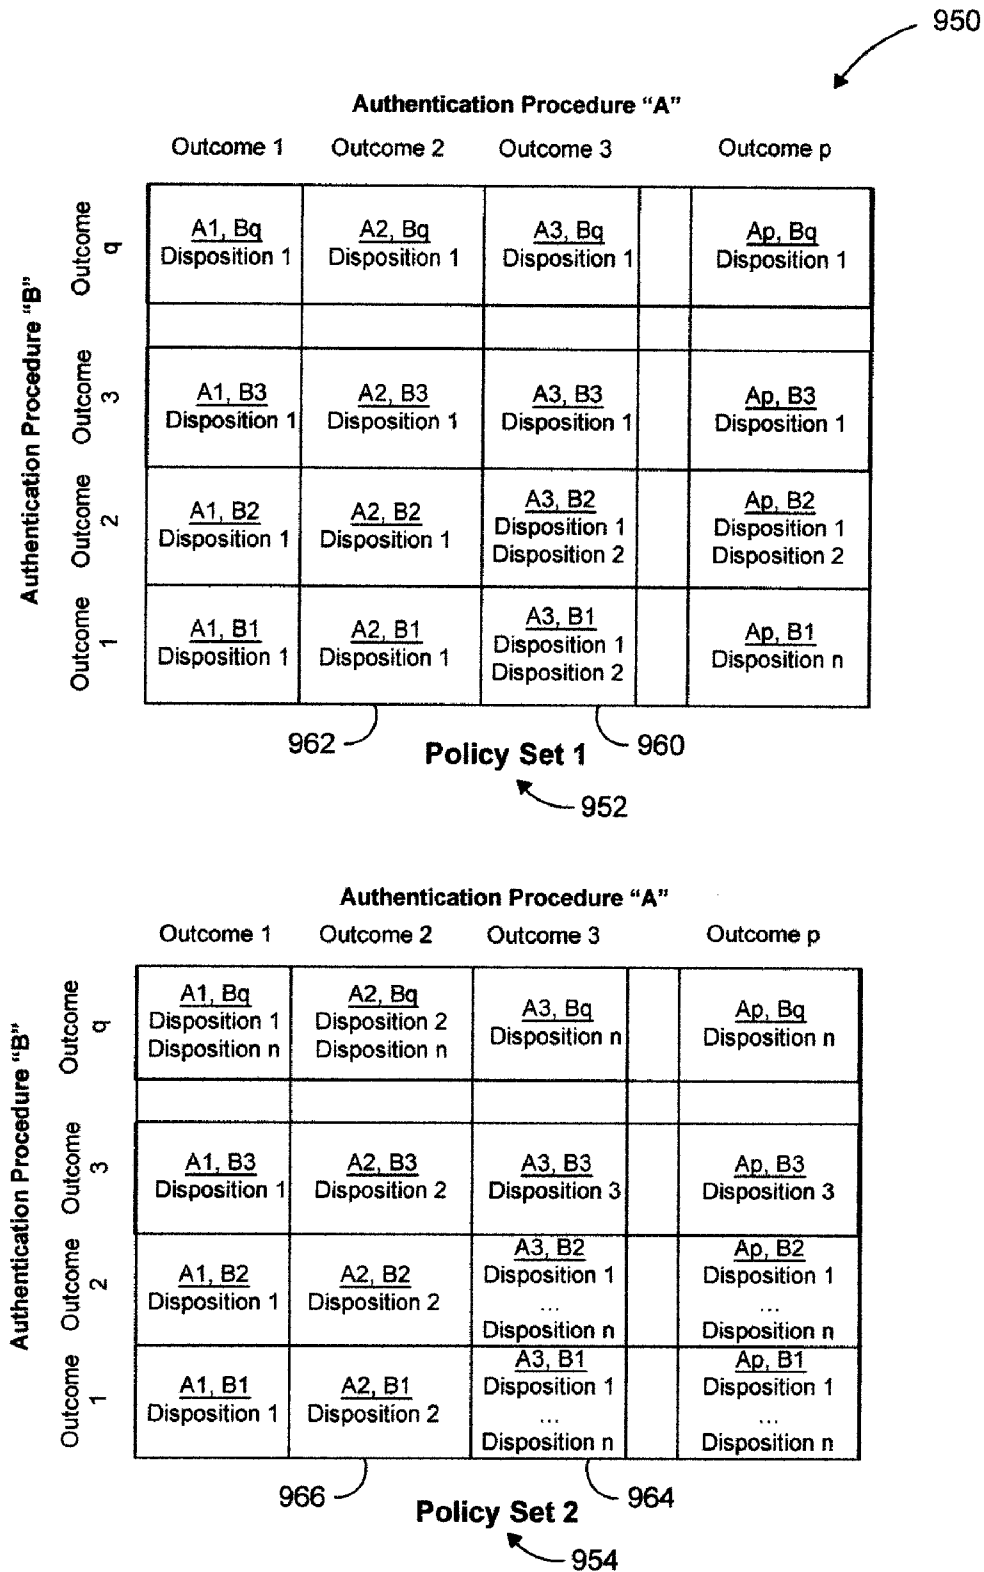 950
Authentication Procedure “A”
Outcome 1 Outcome 2 Outcome 3 Outcome p
Authentication Procedure “B”
Outcome q
A1, Bq
Disposition 1
A2, Bq
Disposition 1
A3, Bq
Disposition 1
Ap, Bq
Disposition 1
Outcome 3
A1, B3
Disposition 1
A2, B3
Disposition 1
A3, B3
Disposition 1
Ap, B3
Disposition 1
Outcome 2
A1, B2
Disposition 1
A2, B2
Disposition 1
A3, B2
Disposition 1
Disposition 2
Ap, B2
Disposition 1
Disposition 2
Outcome 1
A1, B1
Disposition 1
A2, B1
Disposition 1
A3, B1
Disposition 1
Disposition 2
Ap, B1
Disposition n
962
960
Policy Set 1
952
Authentication Procedure “A”
Outcome 1 Outcome 2 Outcome 3 Outcome p
Authentication Procedure “B”
Outcome q
A1, Bq
Disposition 1
Disposition n
A2, Bq
Disposition 2
Disposition n
A3, Bq
Disposition n
Ap, Bq
Disposition n
Outcome 3
A1, B3
Disposition 1
A2, B3
Disposition 2
A3, B3
Disposition 3
Ap, B3
Disposition 3
Outcome 2
A1, B2
Disposition 1
A2, B2
Disposition 2
A3, B2
Disposition 1
...
Disposition n
Ap, B2
Disposition 1
...
Disposition n
Outcome 1
A1, B1
Disposition 1
A2, B1
Disposition 2
A3, B1
Disposition 1
...
Disposition n
Ap, B1
Disposition 1
...
Disposition n
966
964
Policy Set 2
954